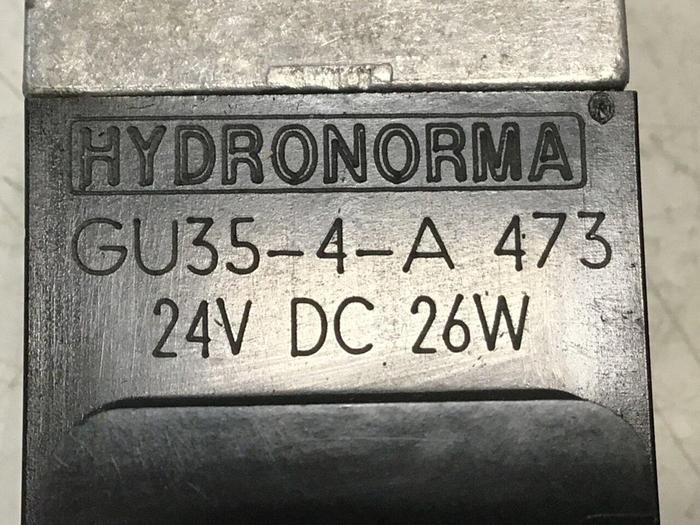 HYDRONORMA ®
GU35-4-A 473
24V DC 26W